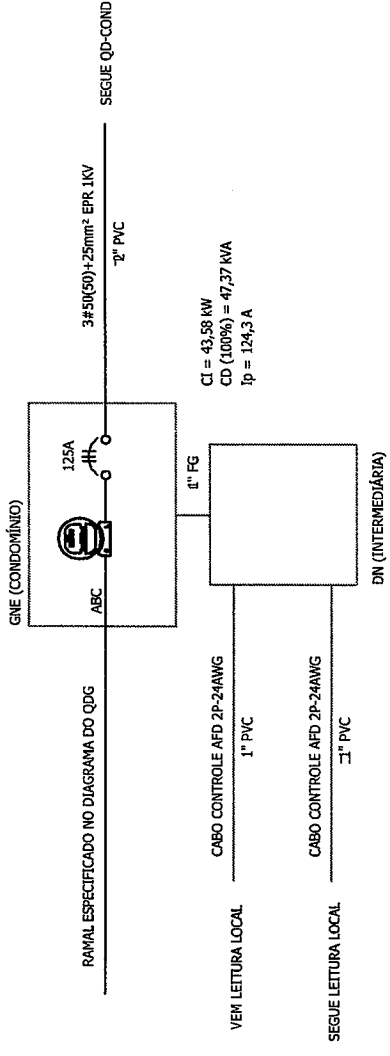 GNE (CONDOMÍNIO)
RAMAL ESPECIFICADO NO DIAGRAMA DO QDG
ABC
125A
3#50(50)+25mm² EPR 1KV
2" PVC
SEGUE QD-COND
1" FG
CI = 43,58 kW
CD (100%) = 47,37 kVA
Ip = 124,3 A
VEM LEITURA LOCAL
CABO CONTROLE AFD 2P-24AWG
1" PVC
SEGUE LEITURA LOCAL
CABO CONTROLE AFD 2P-24AWG
1" PVC
DN (INTERMEDIÁRIA)